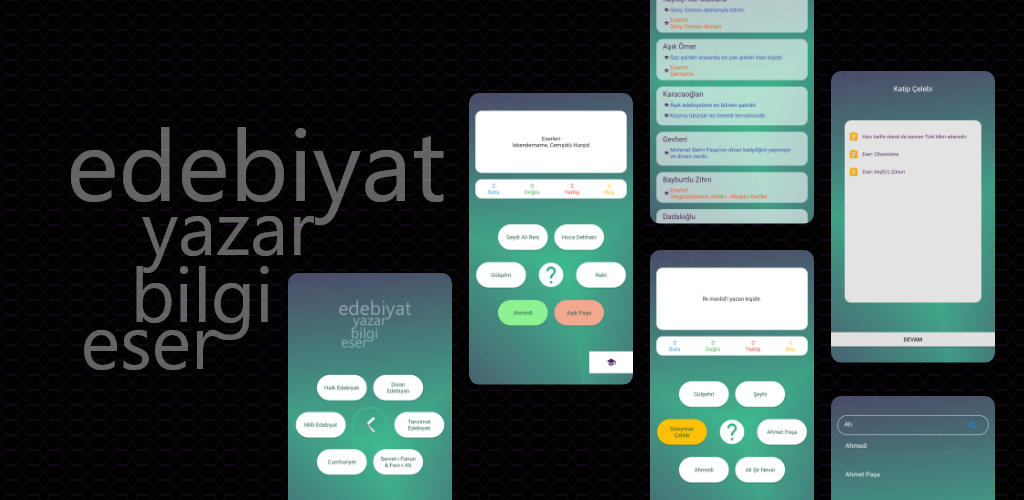 edebiyat
yazar
bilgi
eser
edebiyat
yazar
bilgi
eser
Halk Edebiyatı
Divan
Edebiyatı
Milli Edebiyat
Tanzimat
Edebiyatı
Cumhuriyet
Servet-i Fünun
& Fecr-i Ati
Eserleri
İskendername, Cemşidü Hurşid
2 0 2 0
Soru Doğru Yanlış Boş
Seydi Ali Reis Hoca Dehhani
Gülşehri ? Nabi
Ahmedi Aşık Paşa
Genç Osman destanıyla bilinir.
Eserleri
Genç Osman destanı
Aşık Ömer
Saz şairleri arasında en çok şiirleri olan kişidir.
Eserleri
Şairname
Karacaoğlan
Aşık edebiyatının en bilinen şairidir.
Koşma türünün en önemli temsilcisidir.
Gevheri
Mehmet Bahri Paşa'nın divan katipliğini yapmıştır
ve divanı vardır.
Bayburtlu Zihni
Eserleri
Sergüzeştname, Kitab-ı Hikaye-i Garibe
Dadaloğlu
İlk mevlid'i yazan kişidir.
0 0 0 0
Soru Doğru Yanlış Boş
Gülşehri Şeyhi
Süleyman
Çelebi
? Ahmet Paşa
Ahmedi Ali Şir Nevai
Katip Çelebi
Hacı halife olarak da tanınan Türk bilim adamıdır.
Eser: Cihannüma
Eser: Keşfü'z Zünun
DEVAM
Ah
Ahmedi
Ahmet Paşa